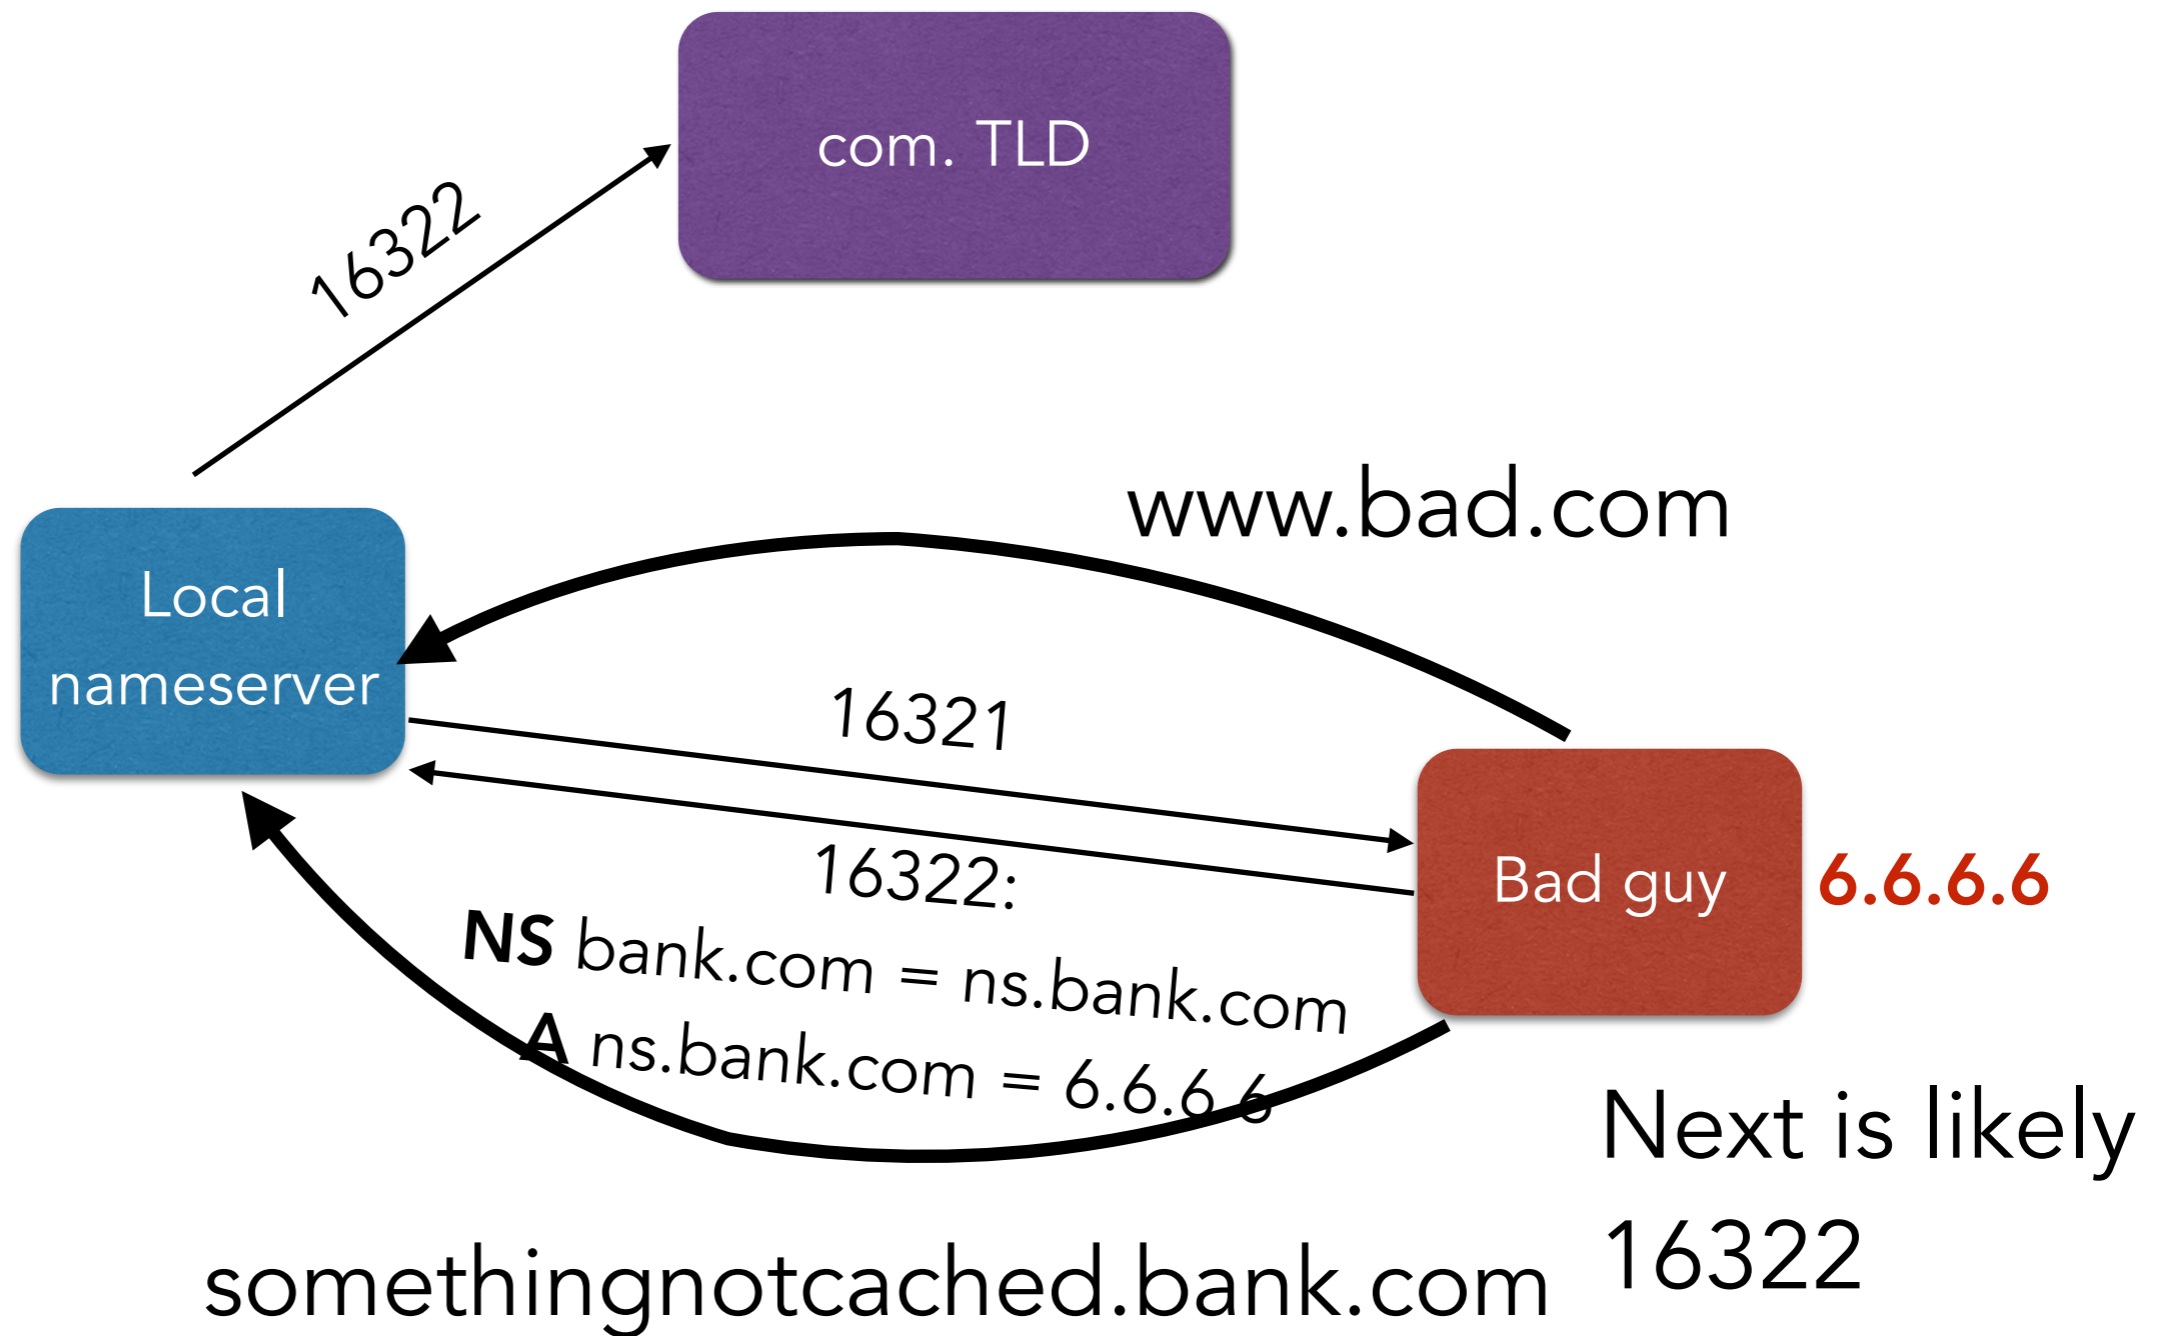 com. TLD
16322
www.bad.com
Local
nameserver
16321
Bad guy
6.6.6.6
16322:
NS bank.com = ns.bank.com
A ns.bank.com = 6.6.6.6
Next is likely
16322
somethingnotcached.bank.com